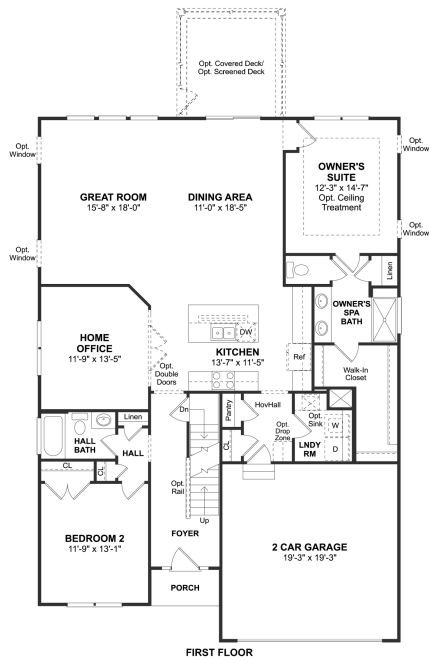 Opt. Covered Deck/
Opt. Screened Deck
Opt.
Window
GREAT ROOM
15'-8" x 18'-0"
DINING AREA
11'-0" x 18'-5"
OWNER'S
SUITE
12'-3" x 14'-7"
Opt. Ceiling
Treatment
Opt.
Window
Opt.
Window
Opt.
Window
Linen
OWNER'S
SPA
BATH
HOME
OFFICE
11'-9" x 13'-5"
DW
KITCHEN
13'-7" x 11'-5"
Ref
Opt.
Double
Doors
Walk-In
Closet
Linen
Dn
Pantry
HovHall
Opt.
Sink
W
D
Opt.
Drop
Zone
LNDY
RM
HALL
BATH
HALL
CL
CL
CL
Opt.
Rail
Up
BEDROOM 2
11'-9" x 13'-1"
FOYER
2 CAR GARAGE
19'-3" x 19'-3"
PORCH
FIRST FLOOR